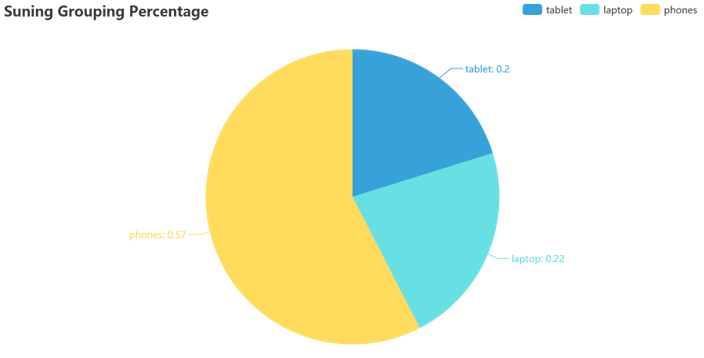 Suning Grouping Percentage
tablet
laptop
phones
tablet: 0.2
phones: 0.57
laptop: 0.22